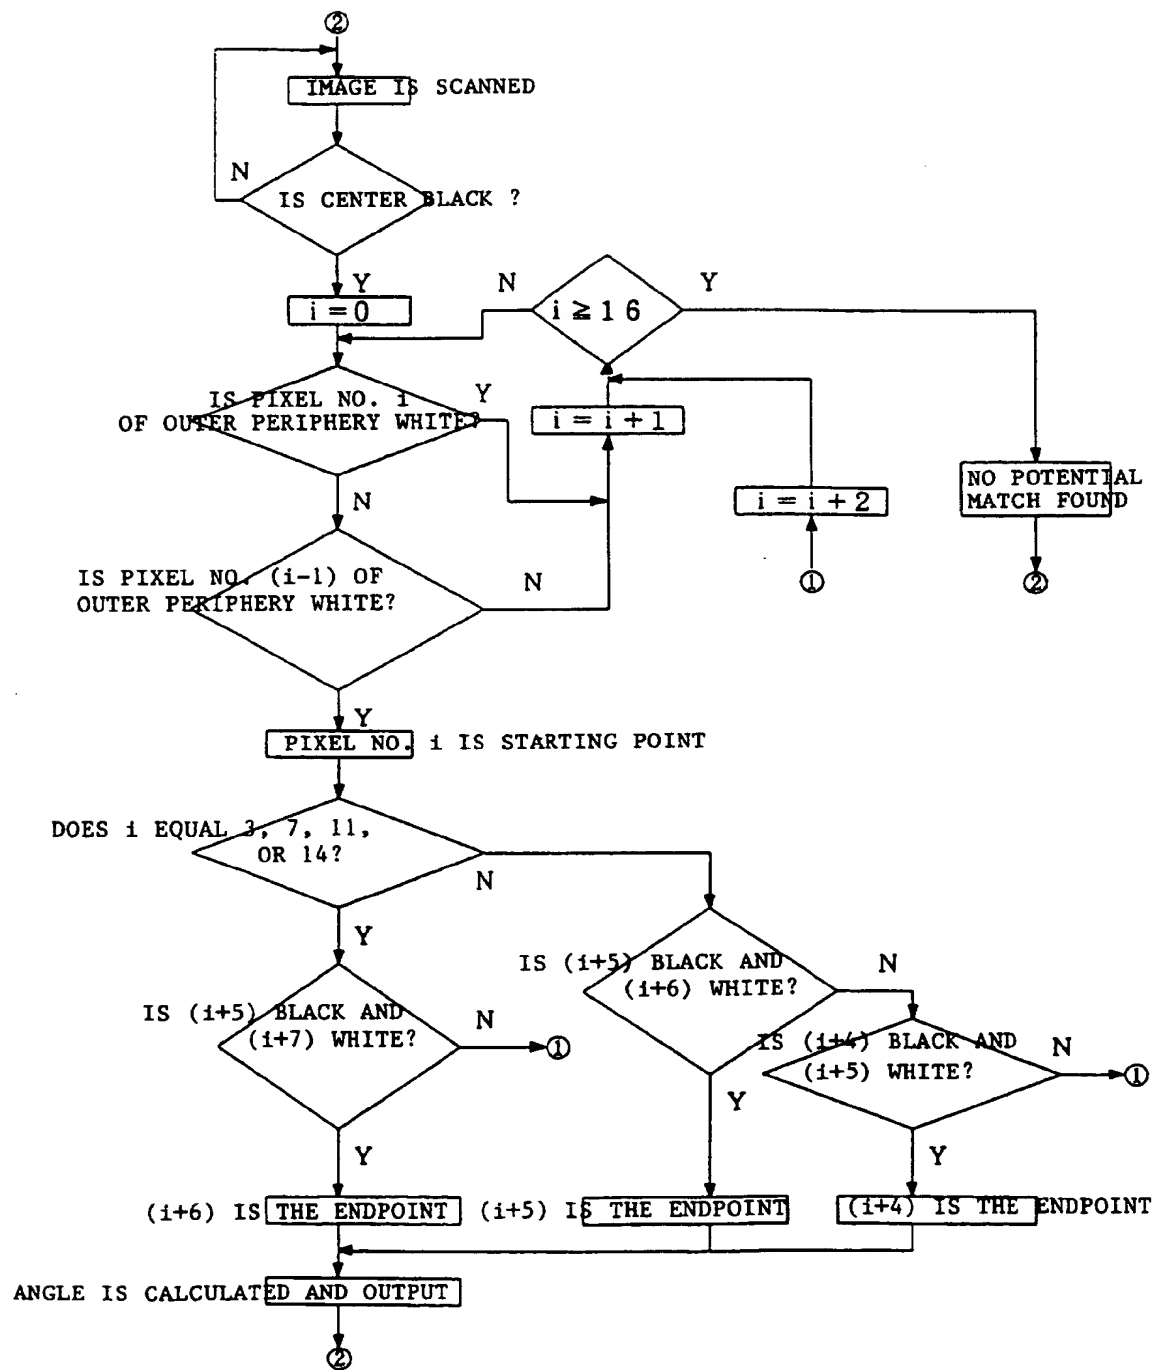 ②
IMAGE IS SCANNED
N
IS CENTER BLACK ?
Y
N
Y
i = 0
i ≧ 1 6
IS PIXEL NO. i
OF OUTER PERIPHERY WHITE?
Y
i = i + 1
N
NO POTENTIAL
MATCH FOUND
i = i + 2
IS PIXEL NO. (i-1) OF
OUTER PERIPHERY WHITE?
N
①
②
Y
PIXEL NO. i IS STARTING POINT
DOES i EQUAL 3, 7, 11,
OR 14?
N
Y
IS (i+5) BLACK AND
(i+6) WHITE?
N
IS (i+5) BLACK AND
(i+7) WHITE?
N
①
IS (i+4) BLACK AND
(i+5) WHITE?
N
①
Y
Y
Y
(i+6) IS THE ENDPOINT
(i+5) IS THE ENDPOINT
(i+4) IS THE ENDPOINT
ANGLE IS CALCULATED AND OUTPUT
②